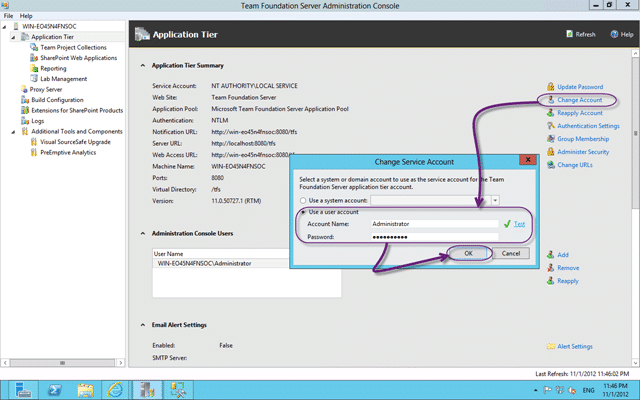 Team Foundation Server Administration Console
File Help
WIN-EO45N4FNSOC
Application Tier
Team Project Collections
SharePoint Web Applications
Reporting
Lab Management
Proxy Server
Build Configuration
Extensions for SharePoint Products
Logs
Additional Tools and Components
Visual SourceSafe Upgrade
PreEmptive Analytics
Application Tier
Refresh
Help
Application Tier Summary
Service Account: NT AUTHORITY\LOCAL SERVICE
Web Site: Team Foundation Server
Application Pool: Microsoft Team Foundation Server Application Pool
Authentication: NTLM
Notification URL: http://win-eo45n4fnsoc:8080/tfs
Server URL: http://localhost:8080/tfs
Web Access URL: http://win-eo45n4fnsoc:8080/tfs
Machine Name: WIN-EO45N4FNSOC
Ports: 8080
Virtual Directory: /tfs
Version: 11.0.50727.1 (RTM)
Update Password
Change Account
Reapply Account
Authentication Settings
Group Membership
Administer Security
Change URLs
Change Service Account
Select a system or domain account to use as the service account for the Team
Foundation Server application tier account.
Use a system account:
Use a user account
Account Name: Administrator
Test
Password: ••••••••••
OK
Cancel
Administration Console Users
User Name
WIN-EO45N4FNSOC\Administrator
Add
Remove
Reapply
Email Alert Settings
Enabled: False
SMTP Server:
Alert Settings
Last Refresh: 11/1/2012 11:46:02 PM
ENG
11:46 PM
11/1/2012